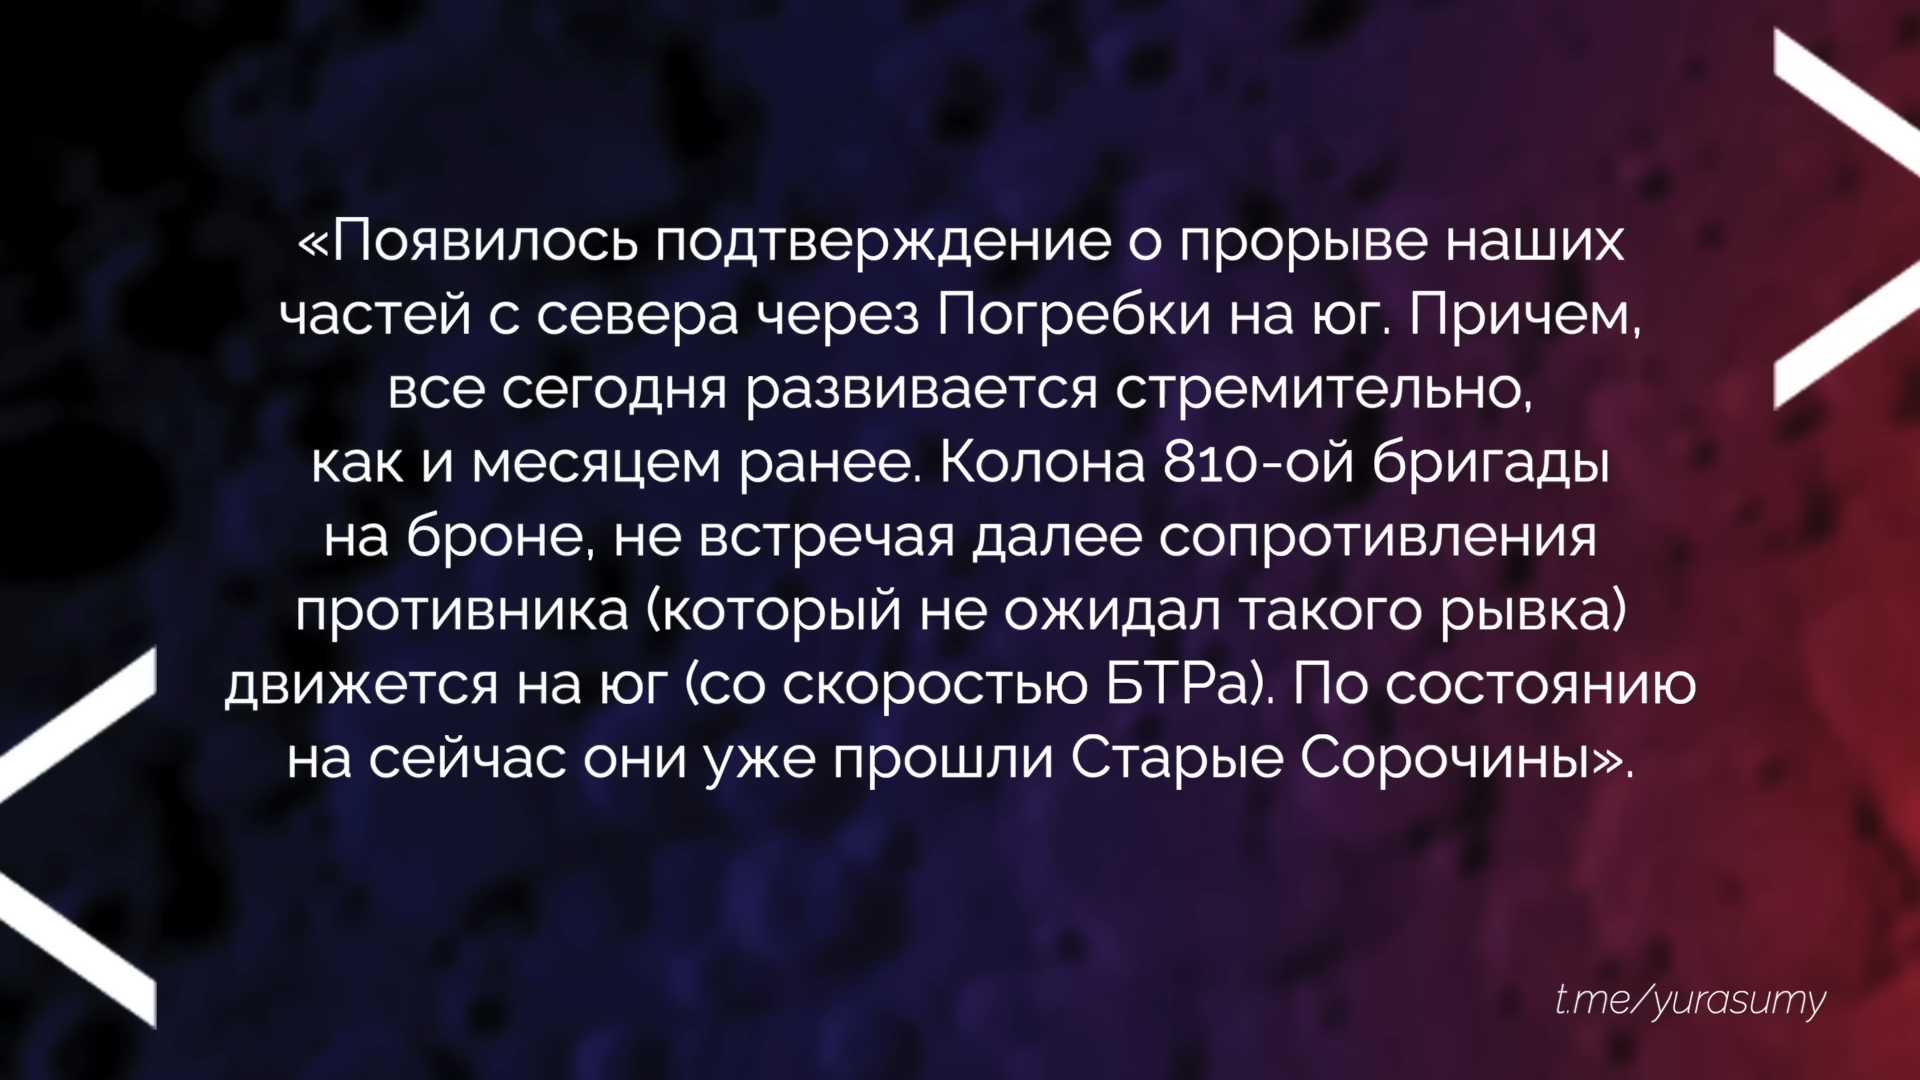 «Появилось подтверждение о прорыве наших
частей с севера через Погребки на юг. Причем,
все сегодня развивается стремительно,
как и месяцем ранее. Колона 810-ой бригады
на броне, не встречая далее сопротивления
противника (который не ожидал такого рывка)
движется на юг (со скоростью БТРа). По состоянию
на сейчас они уже прошли Старые Сорочины».
t.me/yurasumy